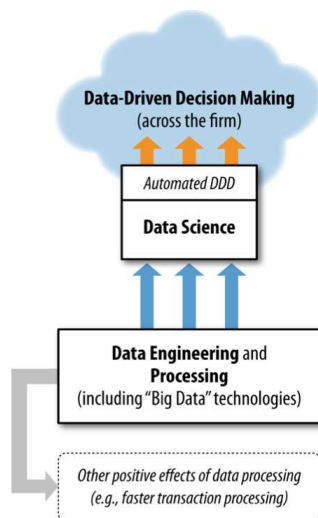 Data-Driven Decision Making
(across the firm)
Automated DDD
Data Science
Data Engineering and
Processing
(including “Big Data” technologies)
Other positive effects of data processing
(e.g., faster transaction processing)